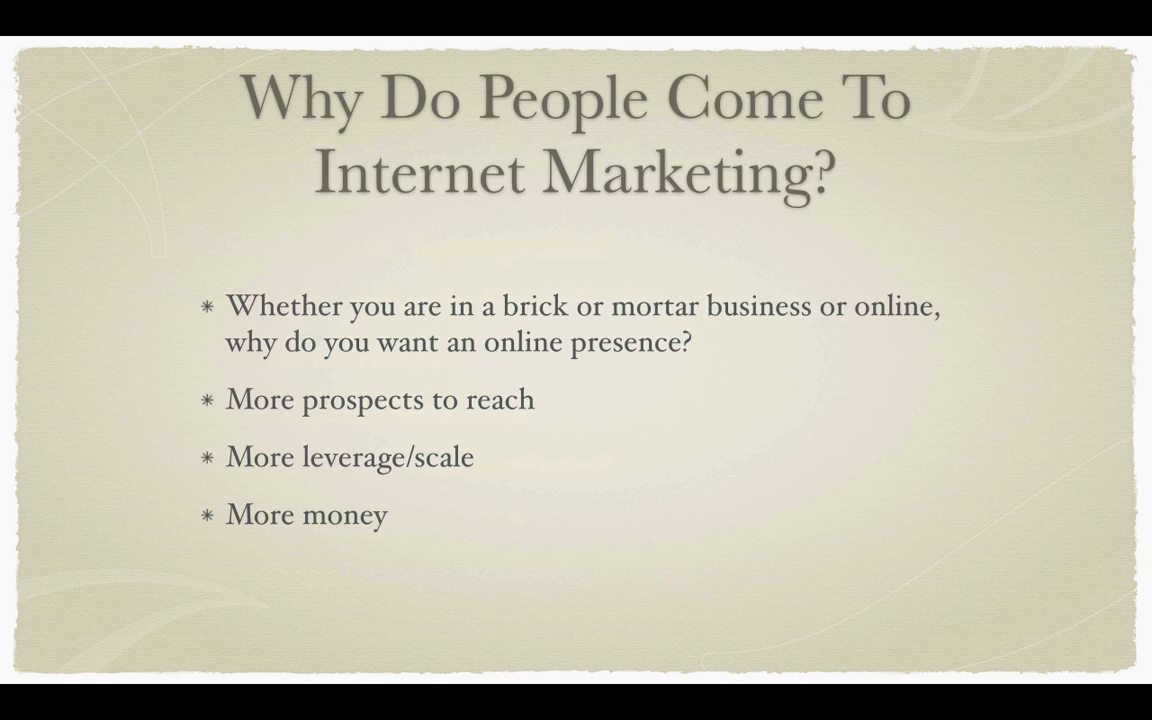 Why Do People Come To
Internet Marketing?
* Whether you are in a brick or mortar business or online,
why do you want an online presence?
* More prospects to reach
* More leverage/scale
* More money